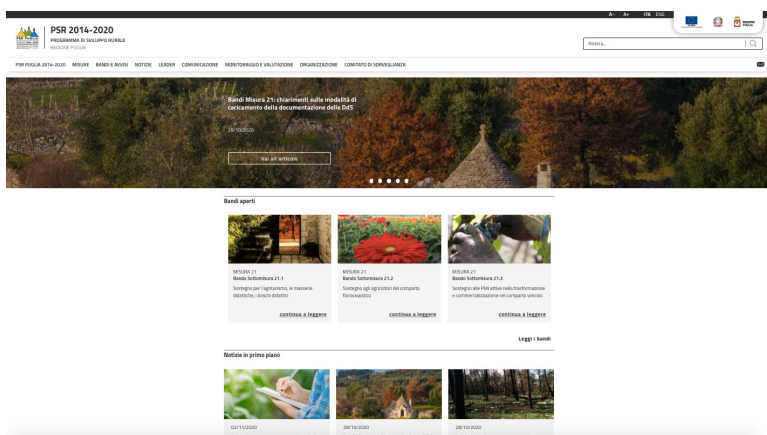 A- A+ ITA ENG
PSR 2014-2020
PROGRAMMA DI SVILUPPO RURALE
REGIONE PUGLIA
REGIONE
PUGLIA
Ricerca...
PSR PUGLIA 2014-2020 MISURE BANDI E AVVISI NOTIZIE LEADER COMUNICAZIONE MONITORAGGIO E VALUTAZIONE ORGANIZZAZIONE COMITATO DI SORVEGLIANZA
Bandi Misura 21: chiarimenti sulle modalità di
caricamento della documentazione delle DdS
28/10/2020
Vai all'articolo
Bandi aperti
MISURA 21
Bando Sottomisura 21.1
Sostegno per l'agriturismo, le masserie
didattiche, i boschi didattici
continua a leggere
MISURA 21
Bando Sottomisura 21.2
Sostegno agli agricoltori del comparto
florovivaistico
continua a leggere
MISURA 21
Bando Sottomisura 21.3
Sostegno alle PMI attive nella trasformazione
e commercializzazione nel comparto vinicolo
continua a leggere
Leggi i bandi
Notizie in primo piano
02/11/2020
28/10/2020
28/10/2020